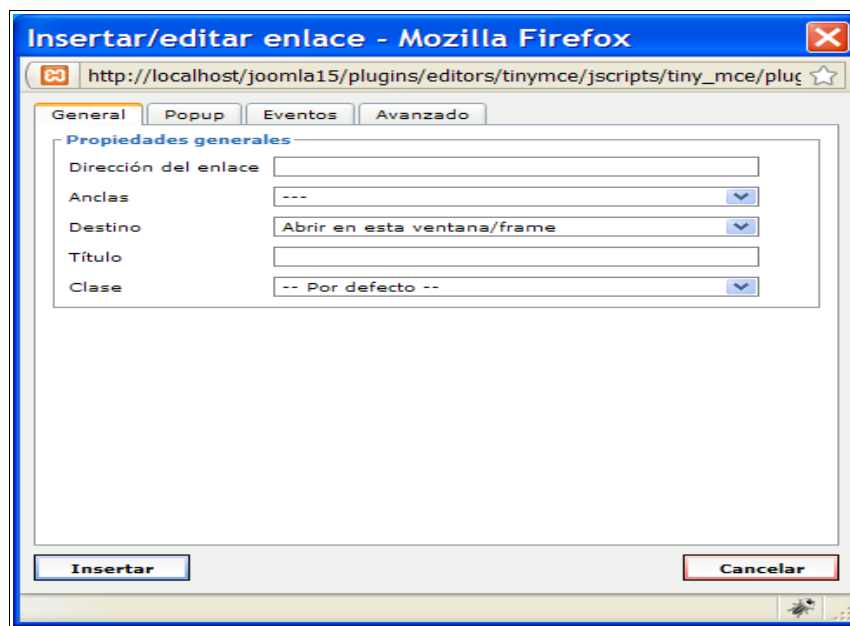 Insertar/editar enlace - Mozilla Firefox
http://localhost/joomla15/plugins/editors/tinymce/jscripts/tiny_mce/plug
General Popup Eventos Avanzado
Propiedades generales
Dirección del enlace
Anclas ---
Destino Abrir en esta ventana/frame
Título
Clase -- Por defecto --
Insertar Cancelar